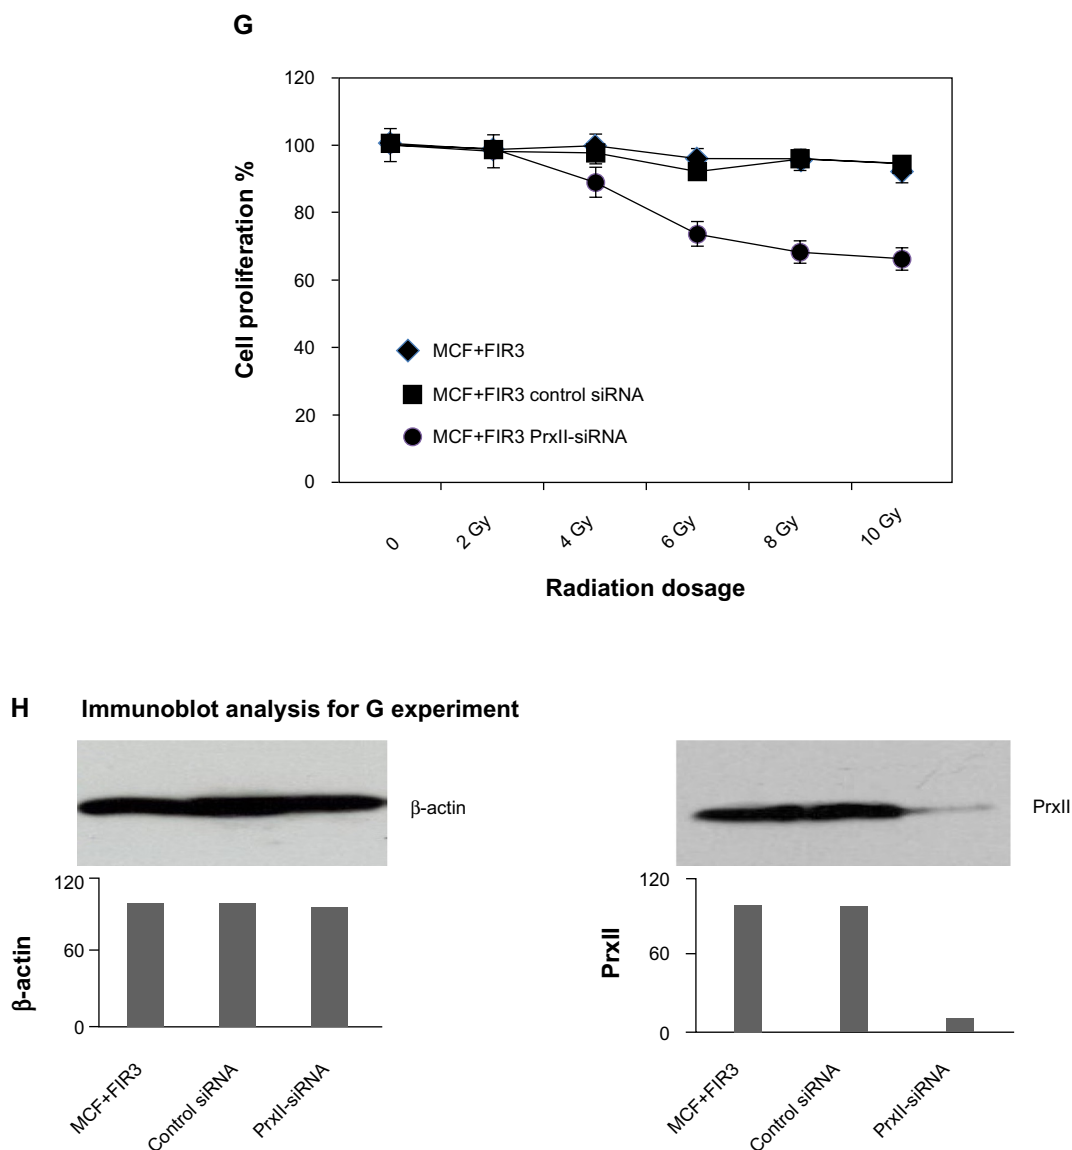 G
120
100
80
60
40
20
0
Cell proliferation %
MCF+FIR3
MCF+FIR3 control siRNA
MCF+FIR3 PrxII-siRNA
0
2 Gy
4 Gy
6 Gy
8 Gy
10 Gy
Radiation dosage
H Immunoblot analysis for G experiment
β-actin
PrxII
120
60
0
β-actin
MCF+FIR3
Control siRNA
PrxII-siRNA
120
60
0
PrxII
MCF+FIR3
Control siRNA
PrxII-siRNA